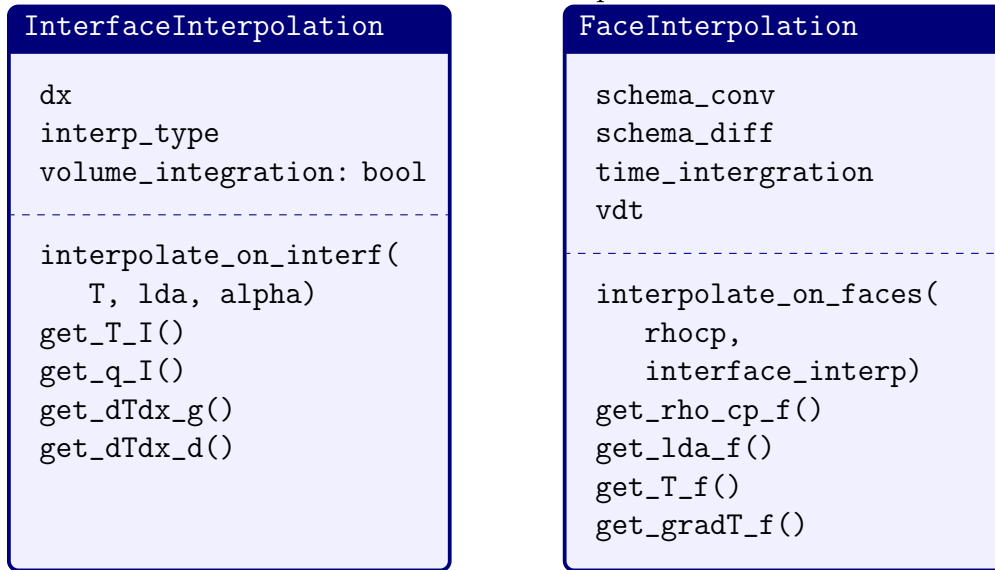 InterfaceInterpolation
dx
interp_type
volume_integration: bool
interpolate_on_interf(
T, lda, alpha)
get_T_I()
get_q_I()
get_dTdx_g()
get_dTdx_d()
FaceInterpolation
schema_conv
schema_diff
time_intergration
vdt
interpolate_on_faces(
rhocp,
interface_interp)
get_rho_cp_f()
get_lda_f()
get_T_f()
get_gradT_f()